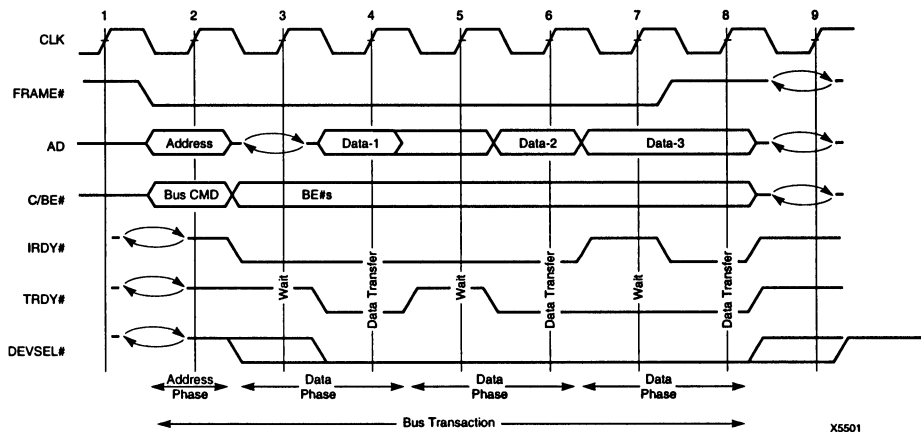 1 2 3 4 5 6 7 8 9
CLK
FRAME#
AD Address Data-1 Data-2 Data-3
C/BE# Bus CMD BE#s
IRDY#
TRDY#
Wait Data Transfer Wait Data Transfer Wait Data Transfer
DEVSEL#
Address Phase Data Phase Data Phase Data Phase
Bus Transaction
X5501